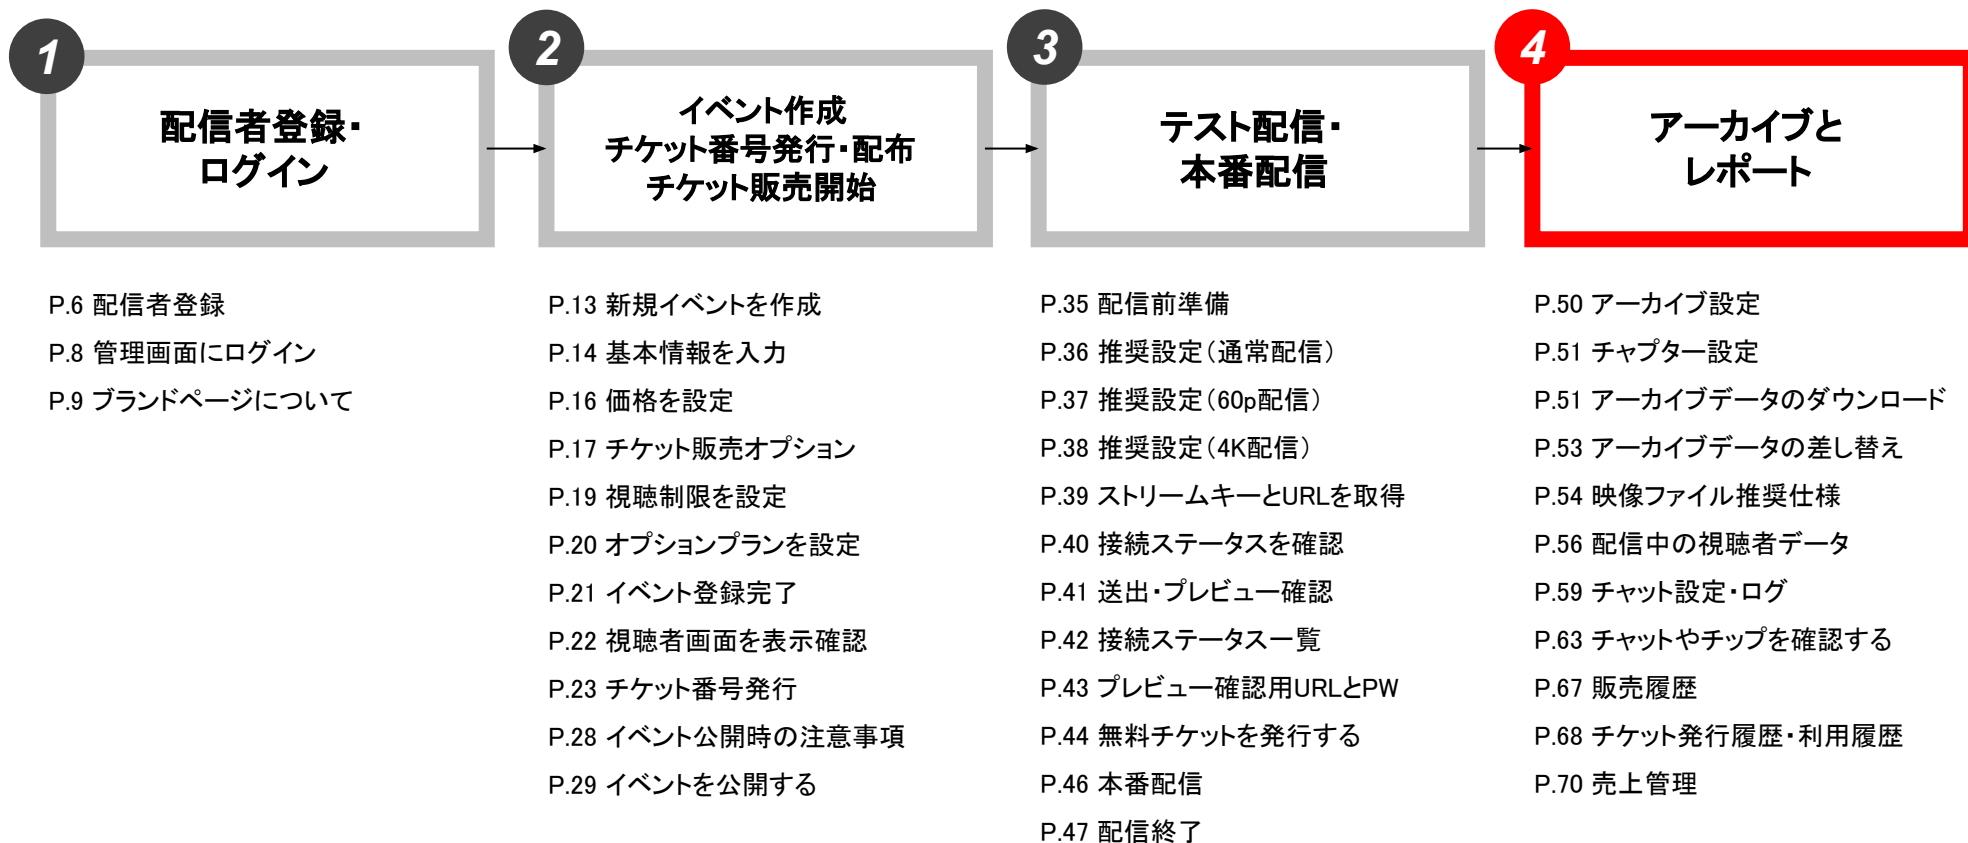 1
配信者登録・
ログイン
P.6 配信者登録
P.8 管理画面にログイン
P.9 ブランドページについて
2
イベント作成
チケット番号発行・配布
チケット販売開始
P.13 新規イベントを作成
P.14 基本情報を入力
P.16 価格を設定
P.17 チケット販売オプション
P.19 視聴制限を設定
P.20 オプションプランを設定
P.21 イベント登録完了
P.22 視聴者画面を表示確認
P.23 チケット番号発行
P.28 イベント公開時の注意事項
P.29 イベントを公開する
3
テスト配信・
本番配信
P.35 配信前準備
P.36 推奨設定（通常配信）
P.37 推奨設定（60p配信）
P.38 推奨設定（4K配信）
P.39 ストリームキーとURLを取得
P.40 接続ステータスを確認
P.41 送出・プレビュー確認
P.42 接続ステータス一覧
P.43 プレビュー確認用URLとPW
P.44 無料チケットを発行する
P.46 本番配信
P.47 配信終了
4
アーカイブと
レポート
P.50 アーカイブ設定
P.51 チャプター設定
P.51 アーカイブデータのダウンロード
P.53 アーカイブデータの差し替え
P.54 映像ファイル推奨仕様
P.56 配信中の視聴者データ
P.59 チャット設定・ログ
P.63 チャットやチップを確認する
P.67 販売履歴
P.68 チケット発行履歴・利用履歴
P.70 売上管理